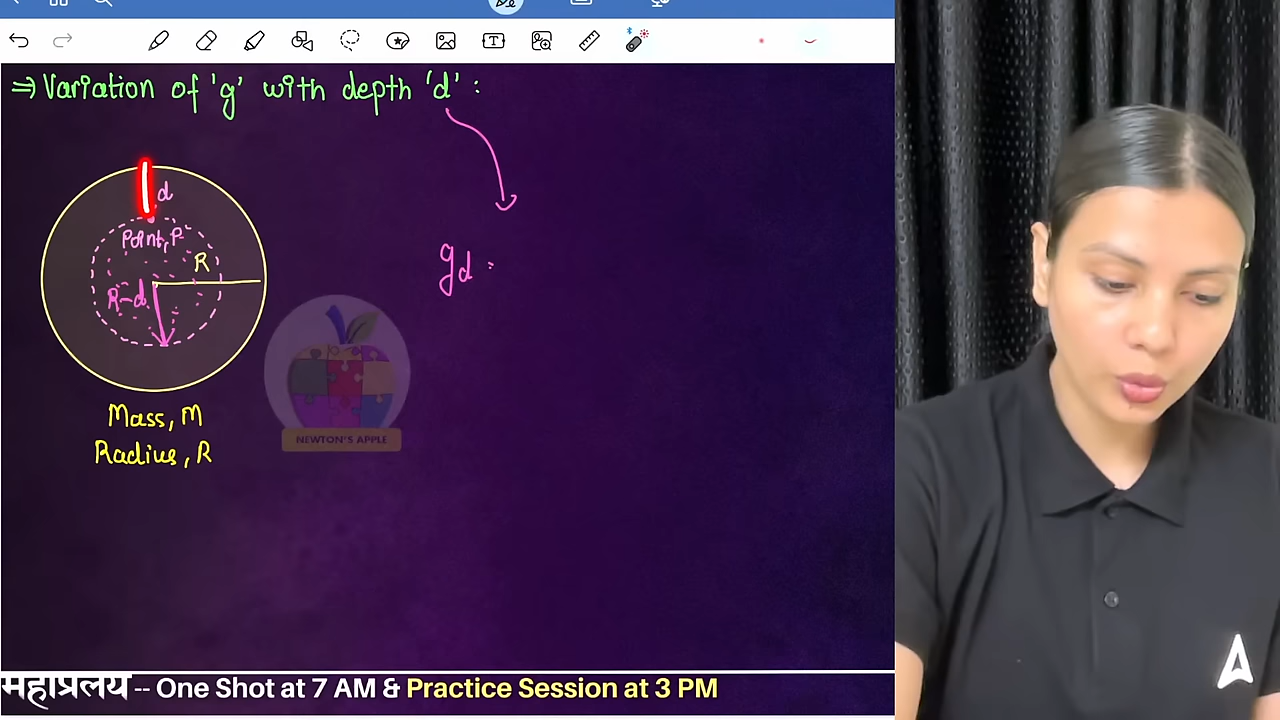 ⇒ Variation of 'g' with depth 'd' :
d
Point, P
R
R-d
g_d =
Mass, M
Radius, R
NEWTON'S APPLE
महाप्रलय -- One Shot at 7 AM & Practice Session at 3 PM